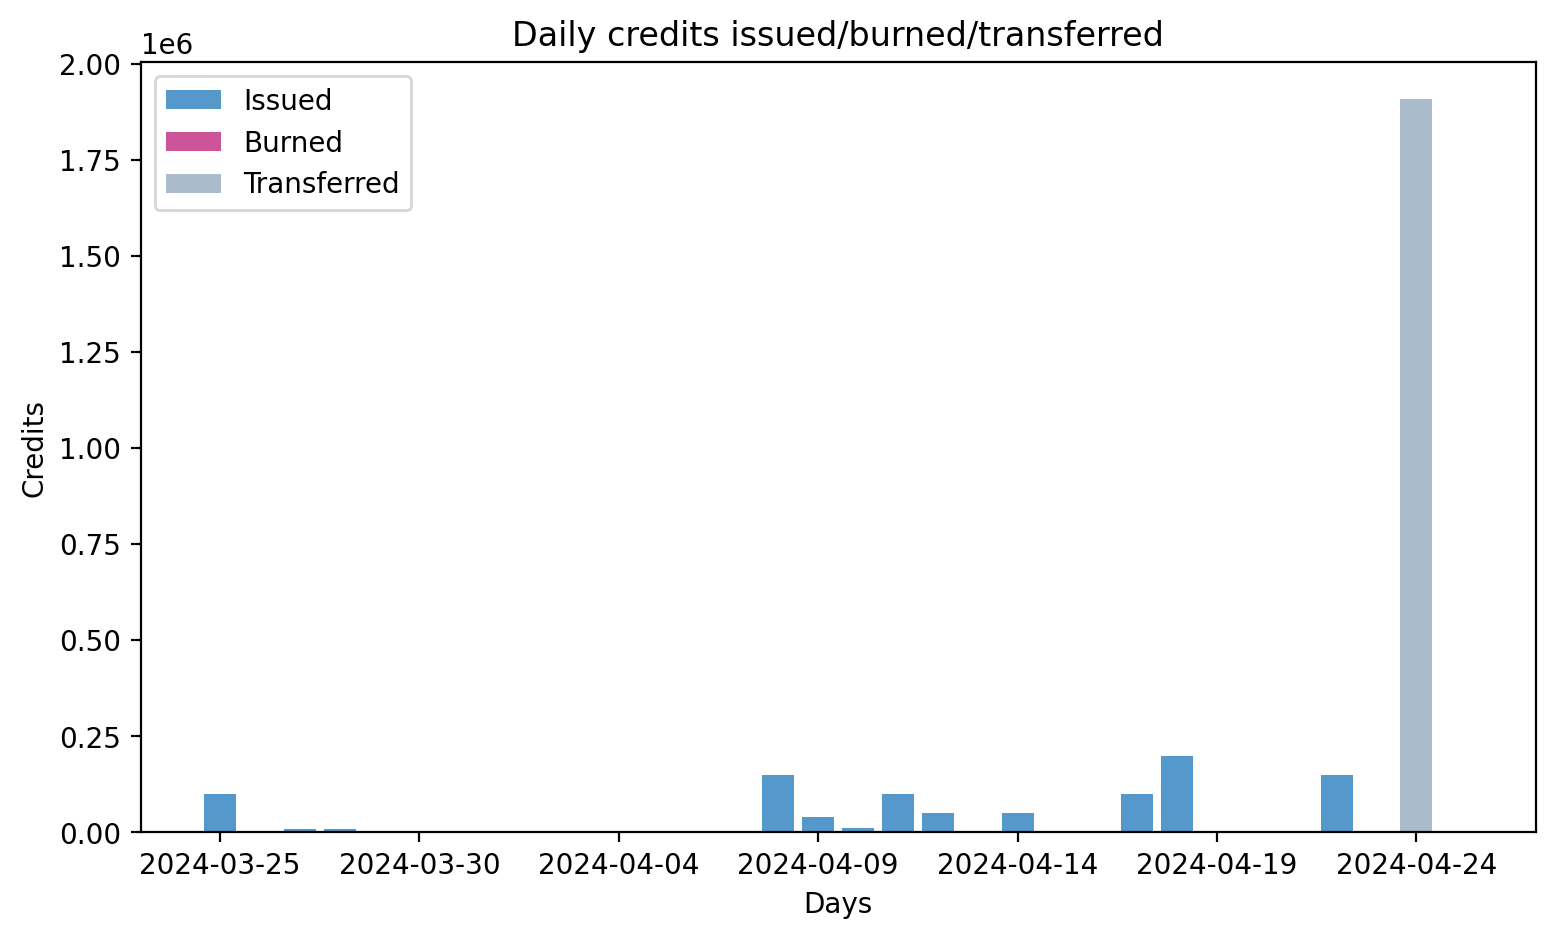 Daily credits issued/burned/transferred
1e6
2.00
1.75
1.50
1.25
1.00
0.75
0.50
0.25
0.00
Credits
Issued
Burned
Transferred
2024-03-25 2024-03-30 2024-04-04 2024-04-09 2024-04-14 2024-04-19 2024-04-24
Days